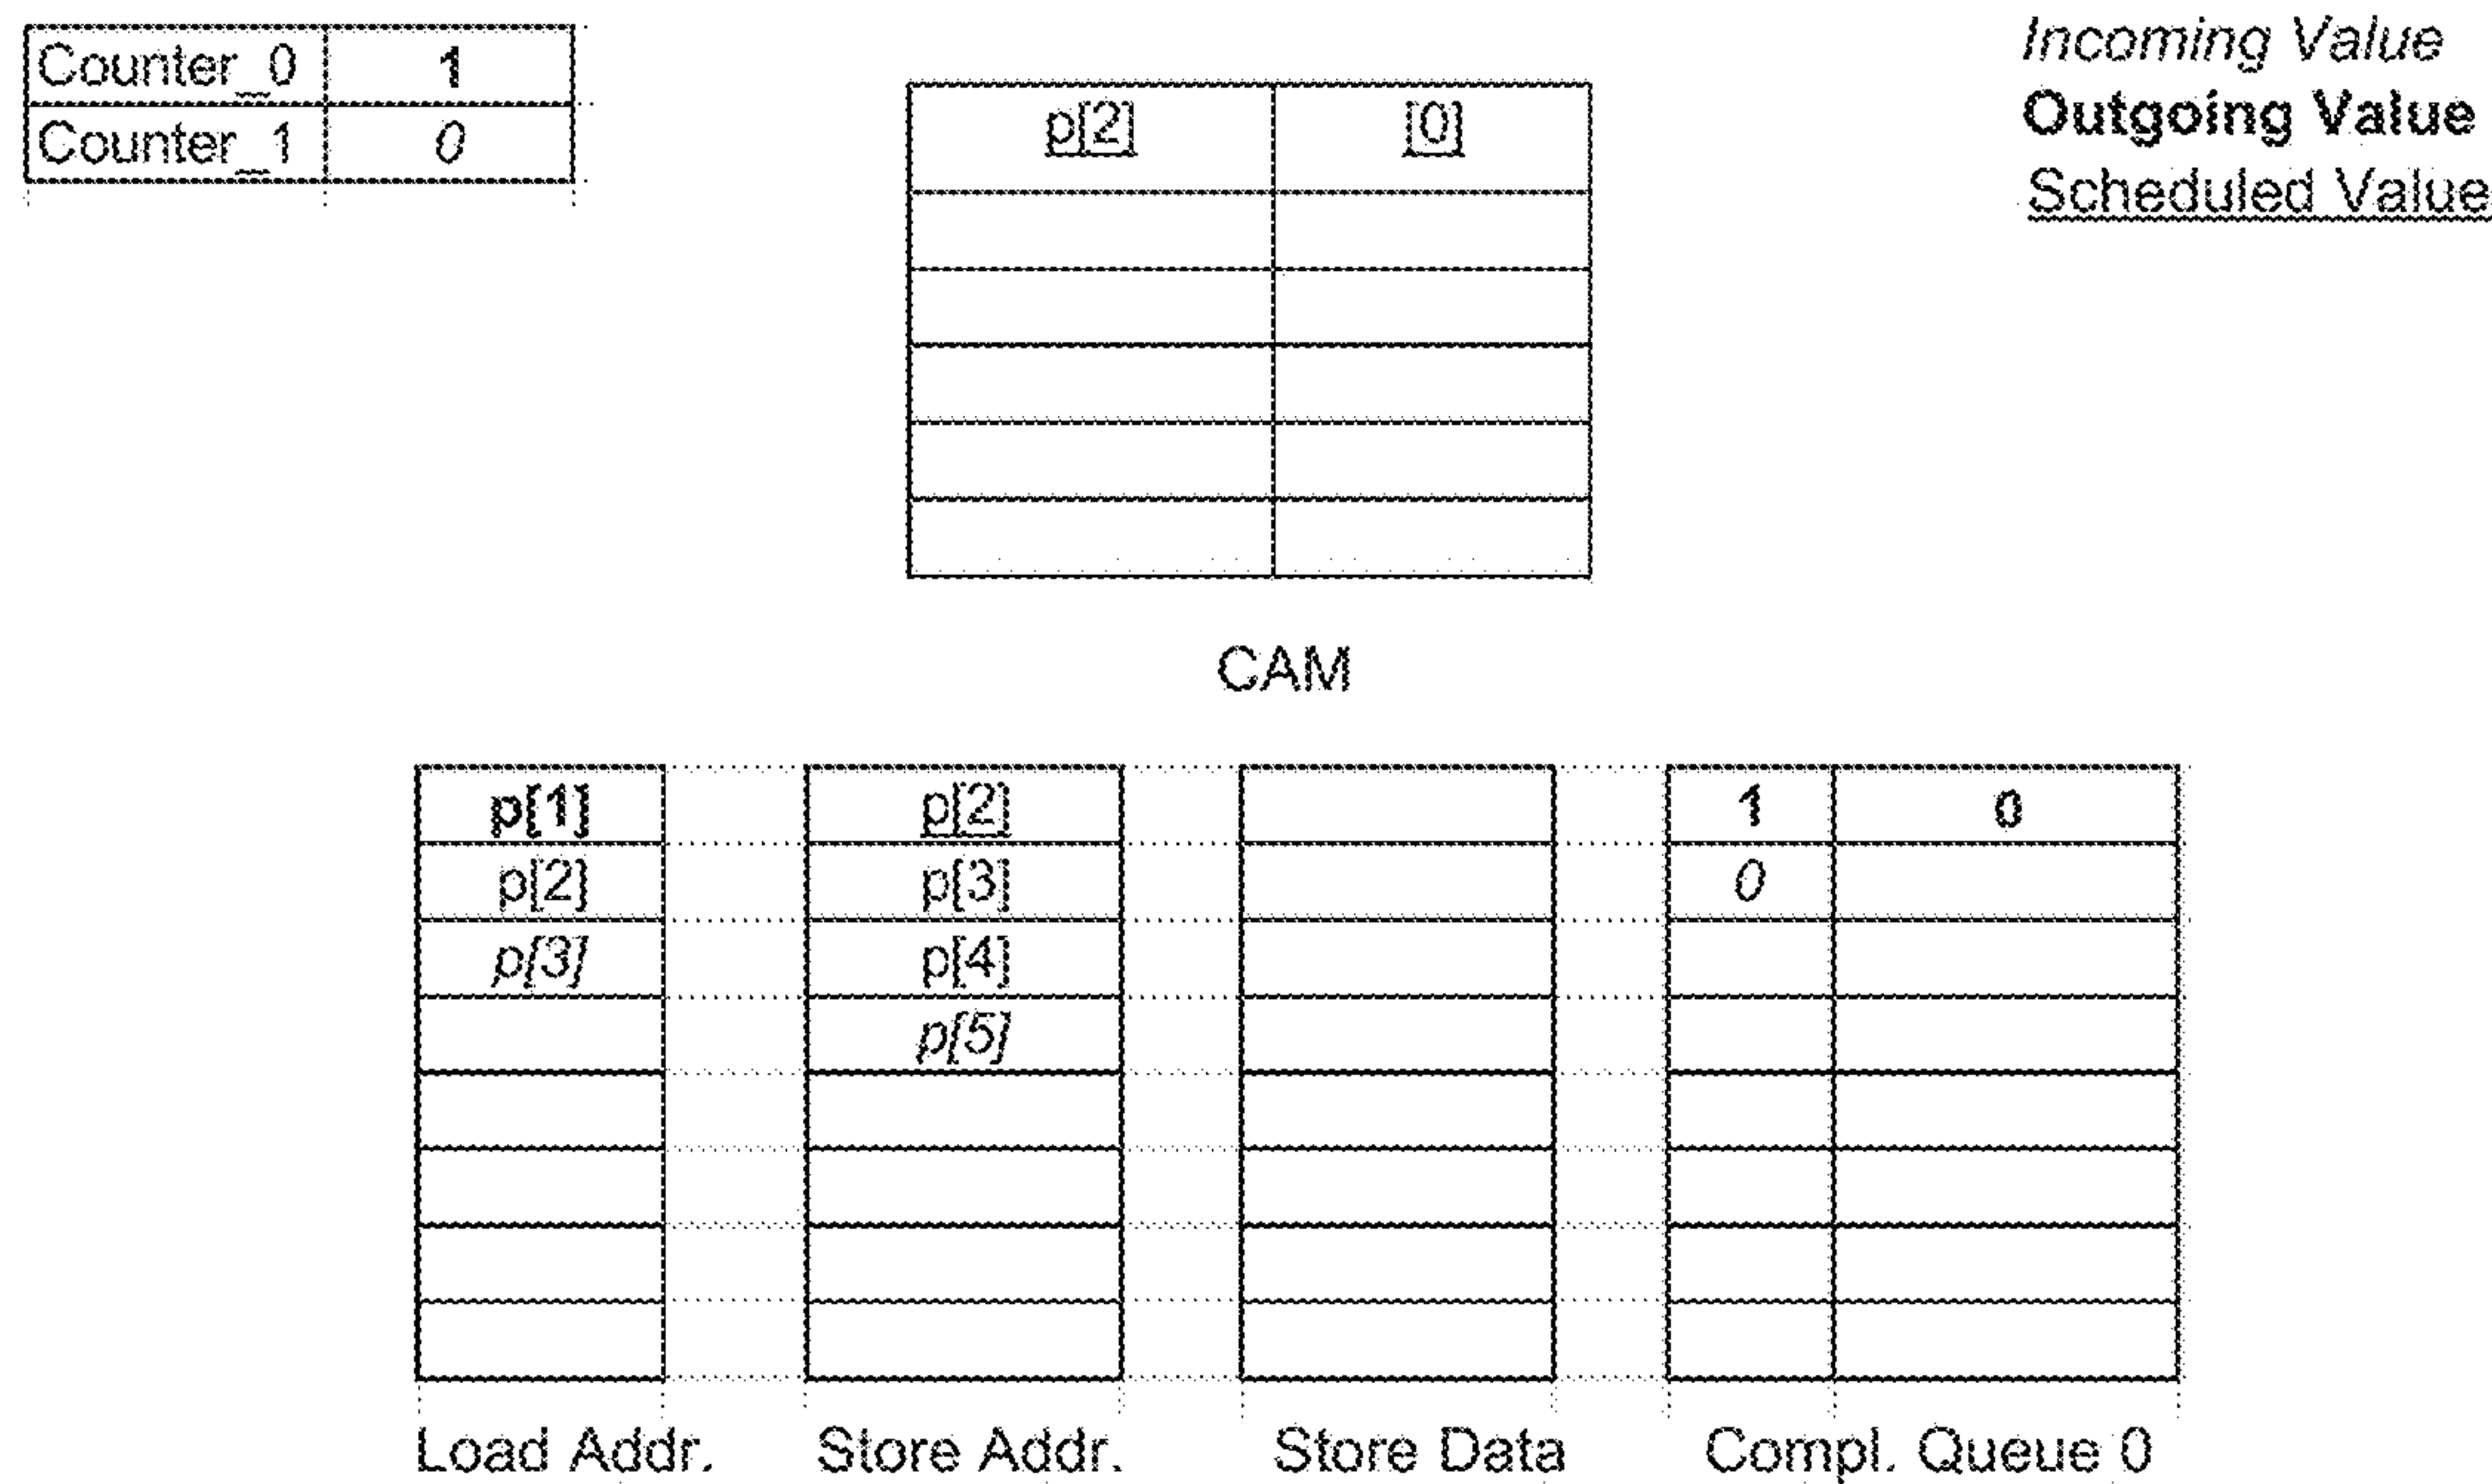 Counter_0 1
Counter_1 0
Incoming Value
Outgoing Value
Scheduled Value
p[2] [0]
CAM
p[1] p[2] 1 0
p[2] p[3] 0
p[3] p[4]
p[5]
Load Addr. Store Addr. Store Data Compl. Queue 0